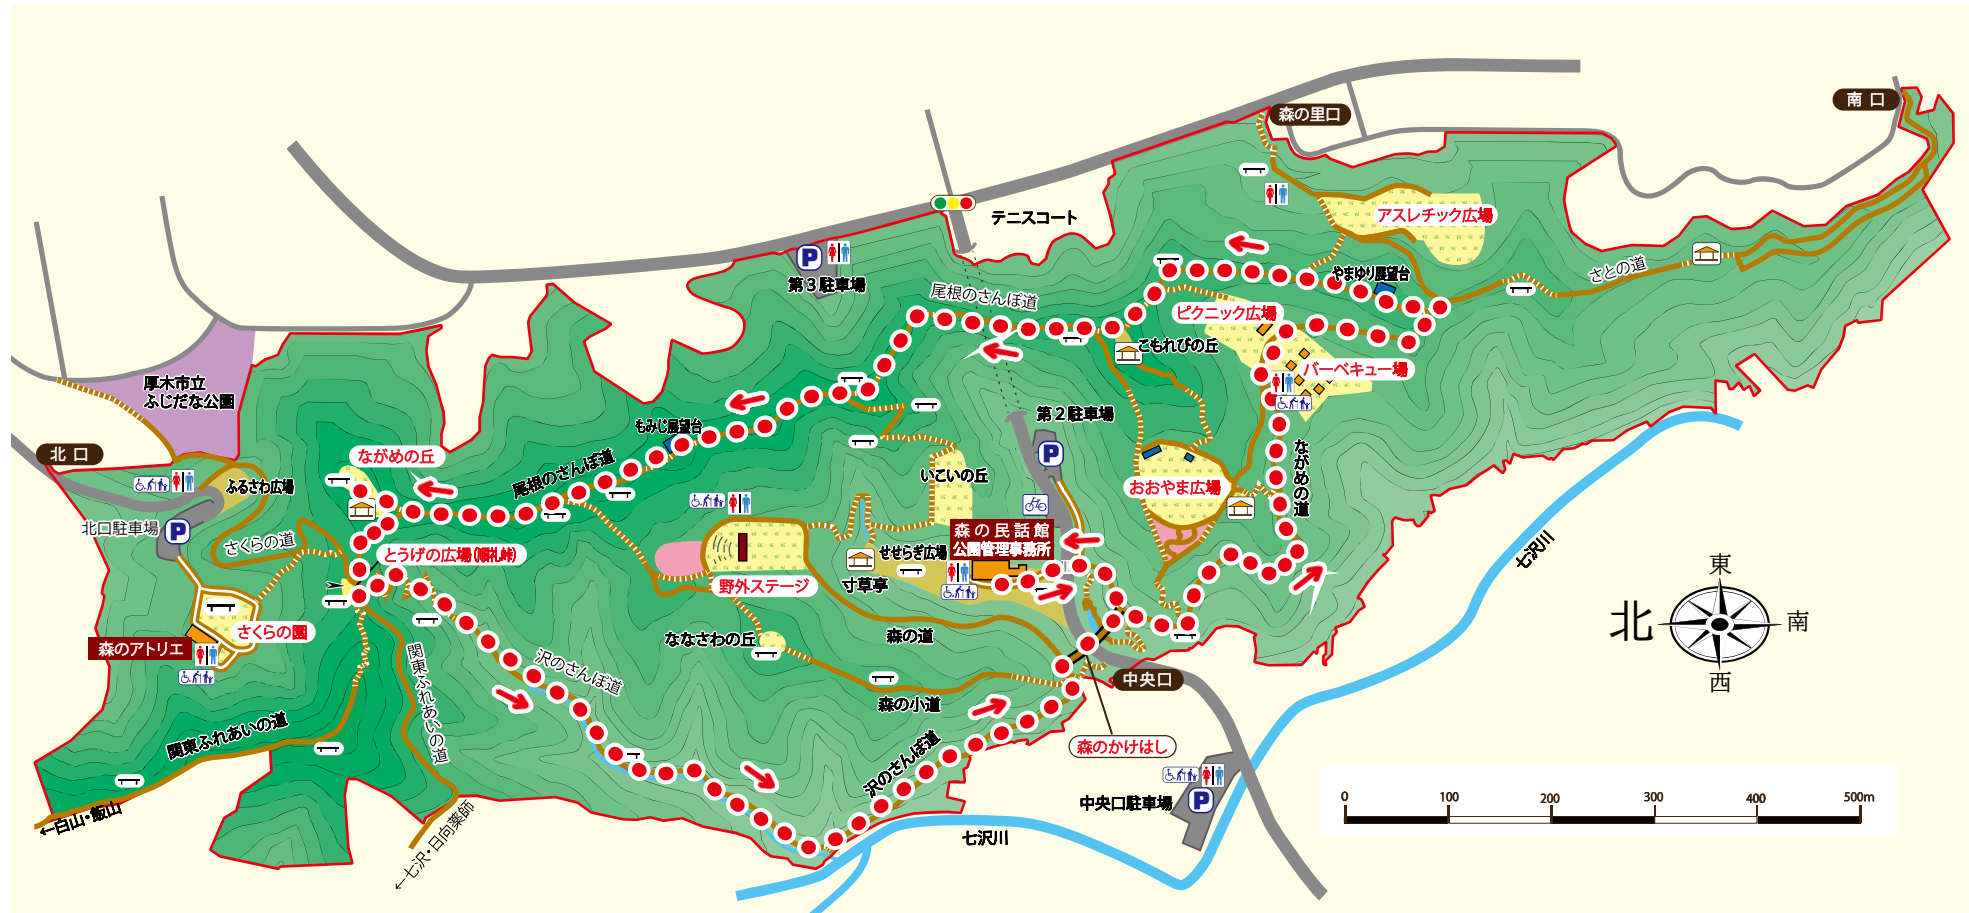 森の里口
南 口
テニスコート
アスレチック広場
さとの道
やまゆり展望台
P
第3駐車場
尾根のさんぽ道
ピクニック広場
こもれびの丘
バーベキュー場
厚木市立
ふじだな公園
もみじ展望台
第2駐車場
P
北 口
ながめの丘
尾根のさんぽ道
いこいの丘
ながめの道
おおやま広場
ふるさわ広場
北口駐車場
P
さくらの道
とうげの広場(順礼峠)
森の民話館
公園管理事務所
せせらぎ広場
寸草亭
野外ステージ
七沢川
東
北
南
西
さくらの園
森のアトリエ
ななさわの丘
森の道
沢のさんぽ道
関東ふれあいの道
関東ふれあいの道
森の小道
中央口
森のかけはし
沢のさんぽ道
中央口駐車場
P
七沢川
←白山・飯山
←七沢・日向薬師
0 100 200 300 400 500m